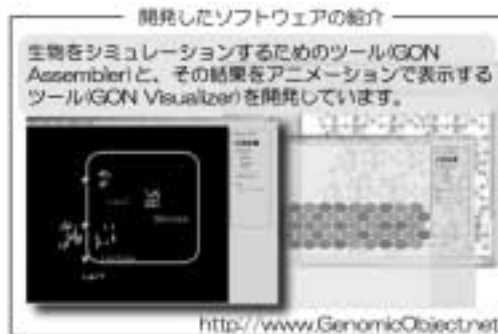 開発したソフトウェアの紹介
生物をシミュレーションするためのツール(GON
Assembler)と、その結果をアニメーションで表示する
ツール(GON Visualizer)を開発しています。
http://www.GenomicObject.net